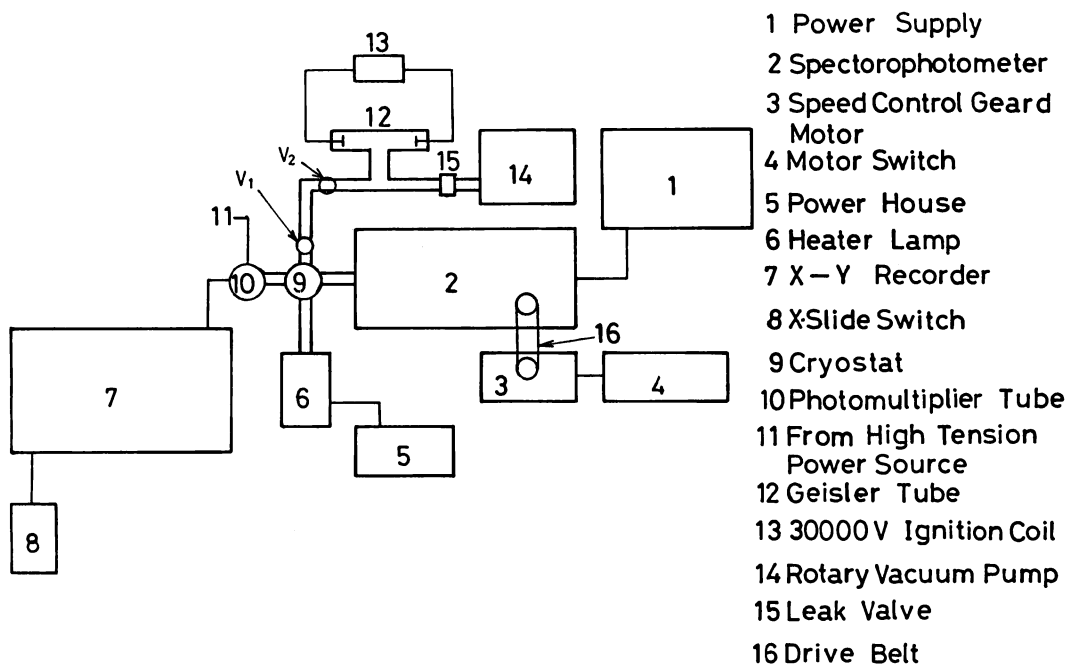 13
12
V₂
15
V₁
14
1
11
10
9
2
16
3
4
7
6
5
8
1 Power Supply
2 Spectorophotometer
3 Speed Control Geard
Motor
4 Motor Switch
5 Power House
6 Heater Lamp
7 X-Y Recorder
8 X-Slide Switch
9 Cryostat
10 Photomultiplier Tube
11 From High Tension
Power Source
12 Geisler Tube
13 30000 V Ignition Coil
14 Rotary Vacuum Pump
15 Leak Valve
16 Drive Belt